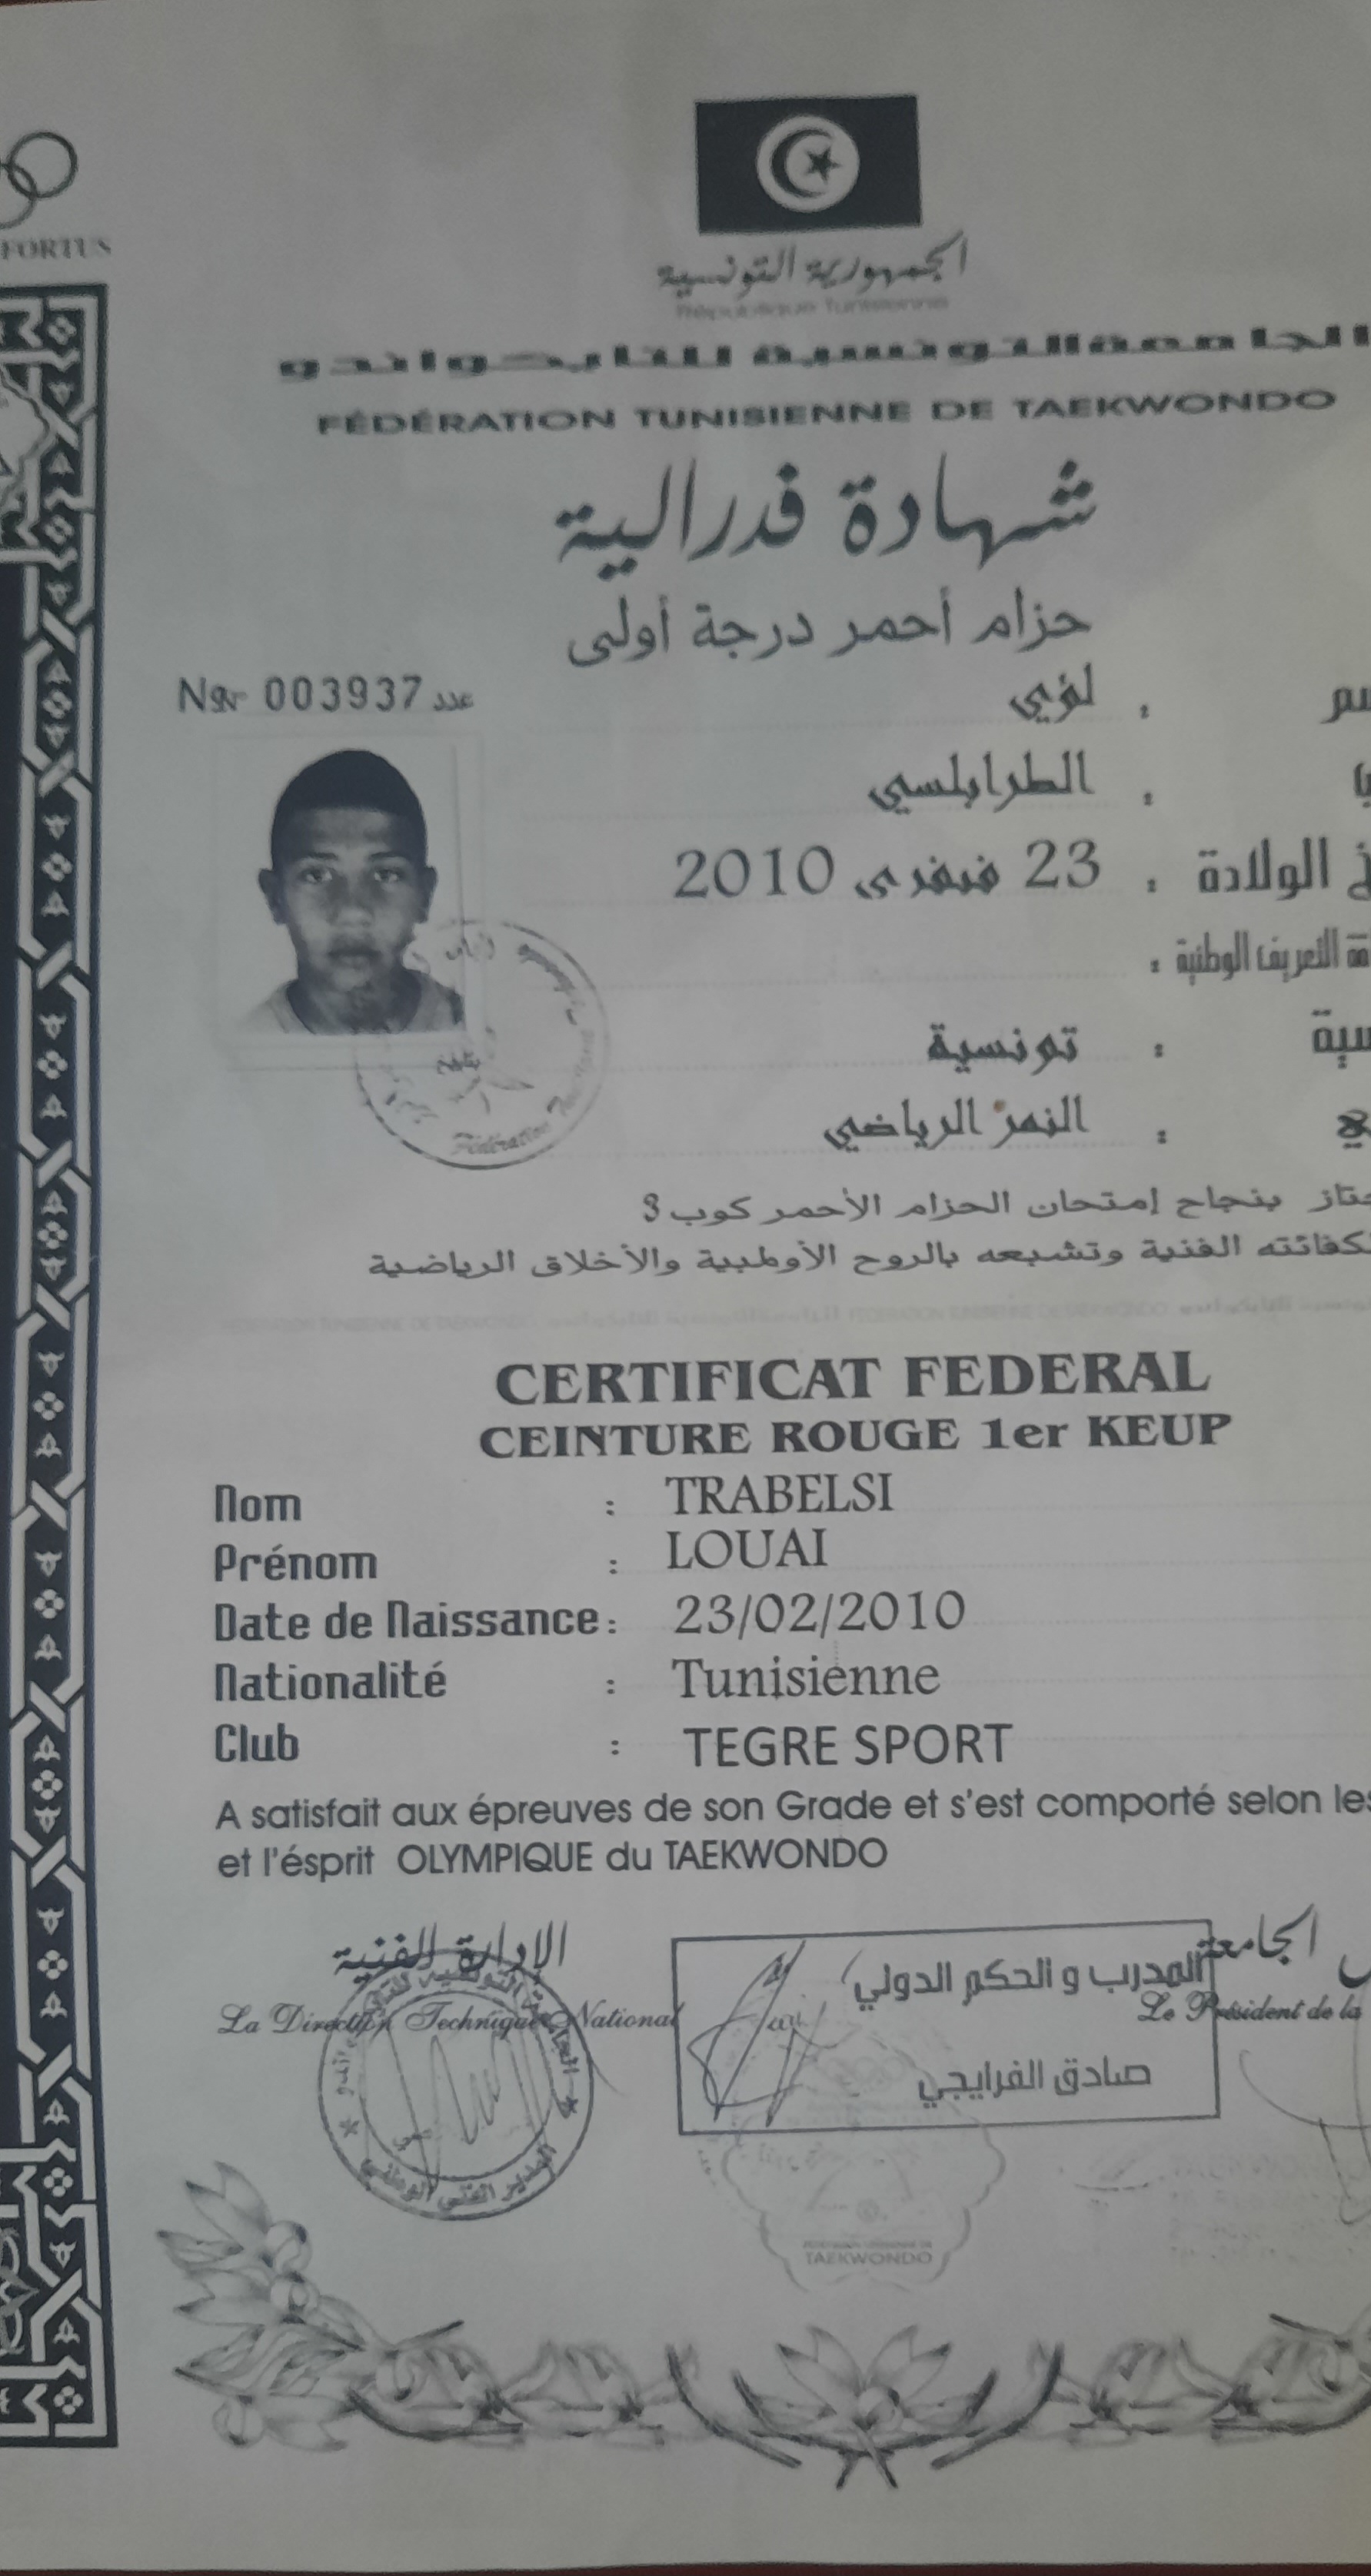 FORTUS
الجمهورية التونسية
République Tunisienne
الجامعة التونسية للتايكواندو
FÉDÉRATION TUNISIENNE DE TAEKWONDO
شهادة فدرالية
حزام أحمر درجة أولى
003937 عدد
لؤي :
الطرابلسي :
الولادة : 23 فيفري 2010
التعريف الوطنية :
تونسية :
النمر الرياضي :
بنجاح إمتحان الحزام الأحمر كوب 3
الفنية وتشبعه بالروح الأولمبية والأخلاق الرياضية
CERTIFICAT FEDERAL
CEINTURE ROUGE 1er KEUP
Nom : TRABELSI
Prénom : LOUAI
Date de Naissance : 23/02/2010
Nationalité : Tunisienne
Club : TEGRE SPORT
A satisfait aux épreuves de son Grade et s'est comporté selon les
et l'ésprit OLYMPIQUE du TAEKWONDO
الإدارة الفنية
La Direction Technique National
الجامعة
Le Président de la
المدرب و الحكم الدولي
صادق الفرايجي
المدير الفني الوطني
TAEKWONDO